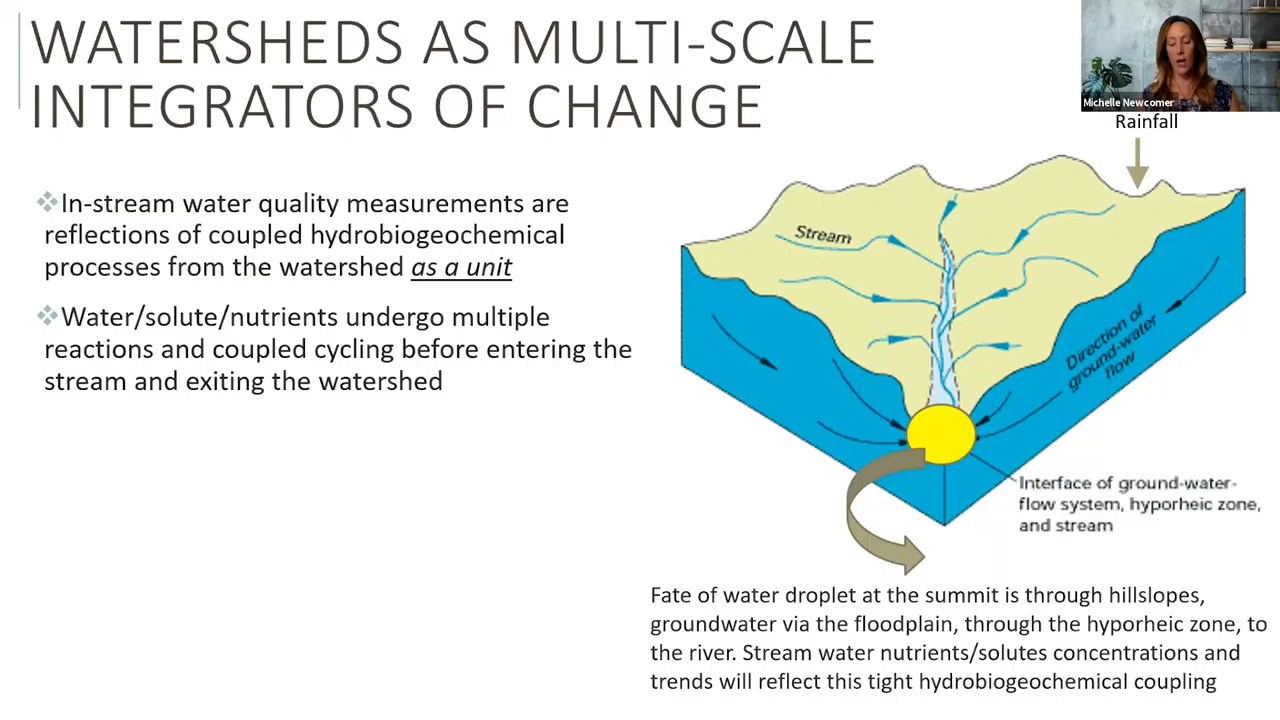 WATERSHEDS AS MULTI-SCALE
INTEGRATORS OF CHANGE
Michelle Newcomer
Rainfall
❖In-stream water quality measurements are
reflections of coupled hydrobiogeochemical
processes from the watershed as a unit
❖Water/solute/nutrients undergo multiple
reactions and coupled cycling before entering the
stream and exiting the watershed
Stream
Direction of
ground-water
flow
Interface of ground-water-
flow system, hyporheic zone,
and stream
Fate of water droplet at the summit is through hillslopes,
groundwater via the floodplain, through the hyporheic zone, to
the river. Stream water nutrients/solutes concentrations and
trends will reflect this tight hydrobiogeochemical coupling